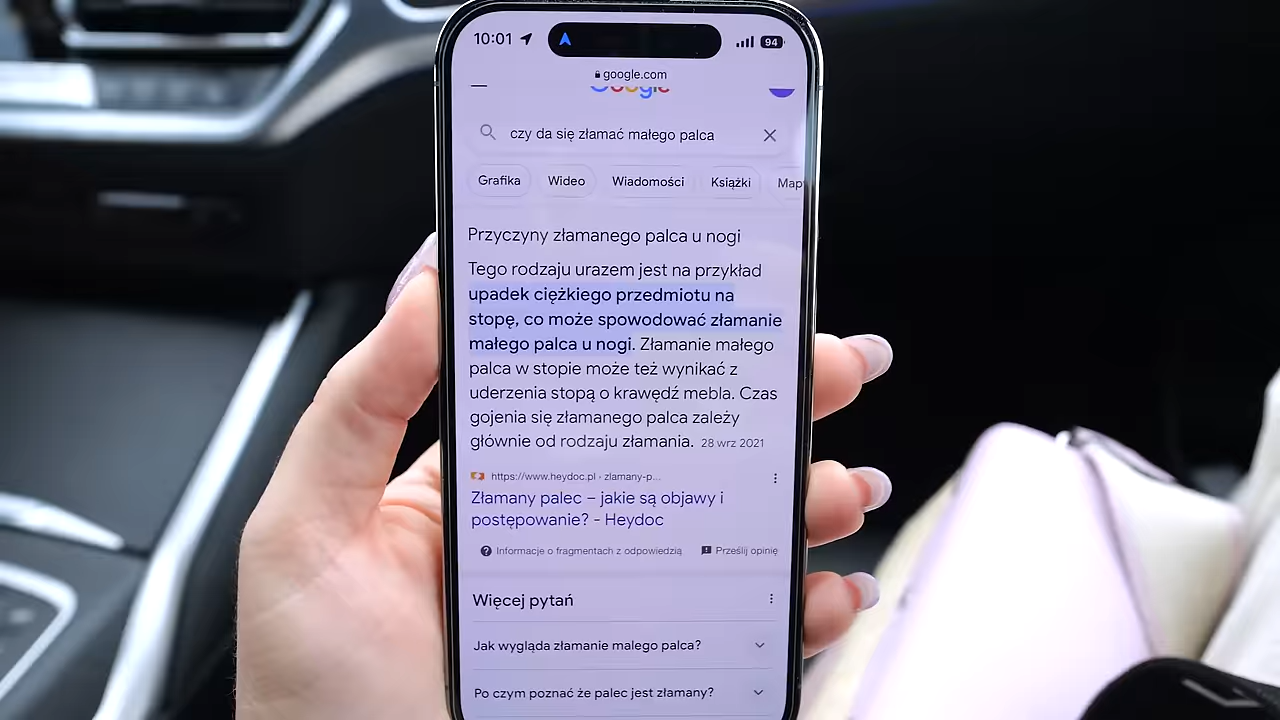 10:01
94
google.com
Google
czy da się złamać małego palca
Grafika Wideo Wiadomości Książki Map
Przyczyny złamanego palca u nogi
Tego rodzaju urazem jest na przykład
upadek ciężkiego przedmiotu na
stopę, co może spowodować złamanie
małego palca u nogi. Złamanie małego
palca w stopie może też wynikać z
uderzenia stopą o krawędź mebla. Czas
gojenia się złamanego palca zależy
głównie od rodzaju złamania. 28 wrz 2021
https://www.heydoc.pl › zlamany-p...
Złamany palec – jakie są objawy i
postępowanie? - Heydoc
Informacje o fragmentach z odpowiedzią Prześlij opinię
Więcej pytań
Jak wygląda złamanie malego palca?
Po czym poznać że palec jest złamany?